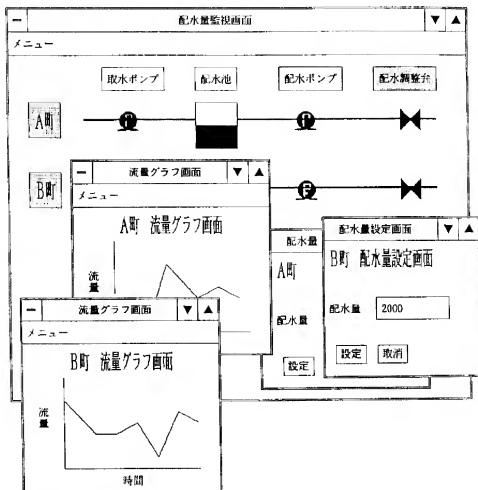 配水量監視画面
メニュー
取水ポンプ 配水池 配水ポンプ 配水調整弁
A町
B町
流量グラフ画面
メニュー
A町 流量グラフ画面
流量
配水量
A町
配水量
設定
配水量設定画面
B町 配水量設定画面
配水量 2000
設定 取消
流量グラフ画面
メニュー
B町 流量グラフ画面
流量
時間